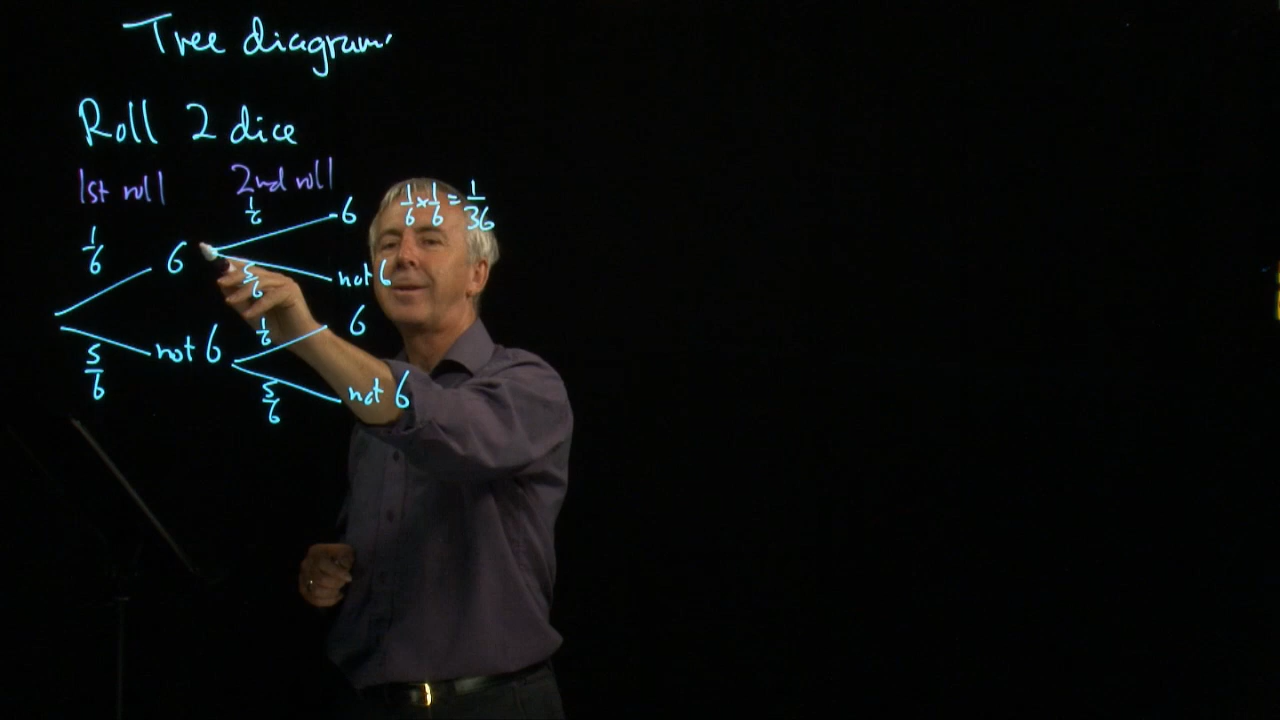 Tree diagram
Roll 2 dice
1st roll 2nd roll
1/6 6 1/6 6 1/6 × 1/6 = 1/36
5/6 not 6
5/6 not 6 1/6 6
5/6 not 6